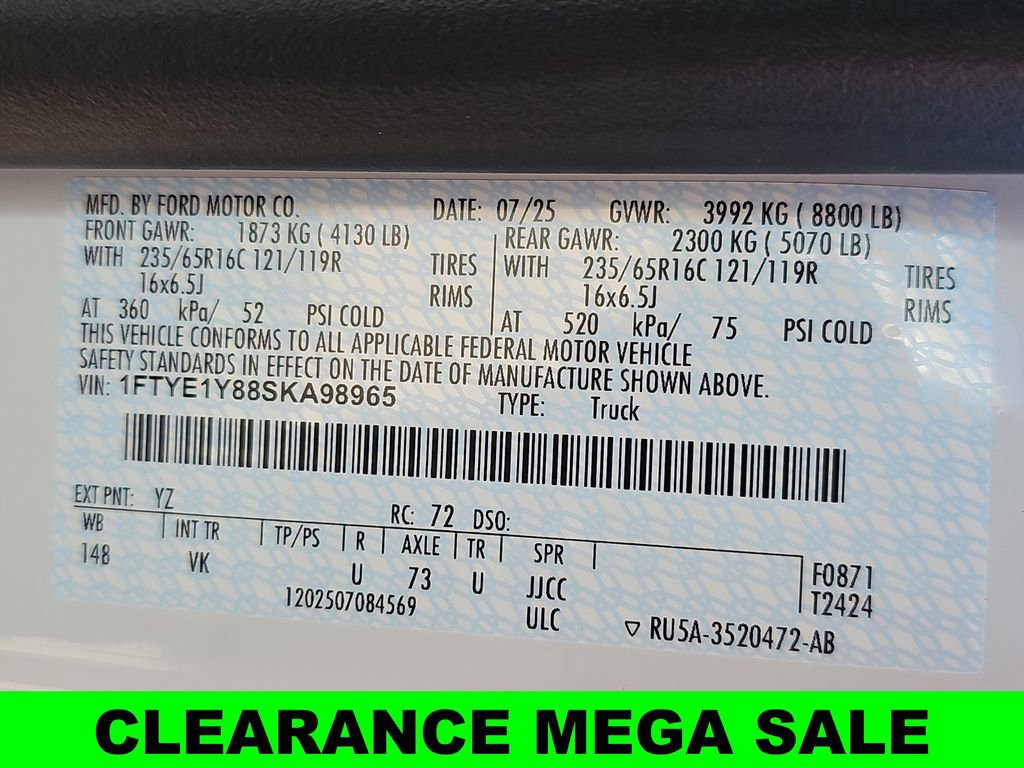 MFD. BY FORD MOTOR CO. DATE: 07/25 GVWR: 3992 KG ( 8800 LB)
FRONT GAWR: 1873 KG ( 4130 LB) REAR GAWR: 2300 KG ( 5070 LB)
WITH 235/65R16C 121/119R TIRES WITH 235/65R16C 121/119R TIRES
16x6.5J RIMS 16x6.5J RIMS
AT 360 kPa/ 52 PSI COLD AT 520 kPa/ 75 PSI COLD
THIS VEHICLE CONFORMS TO ALL APPLICABLE FEDERAL MOTOR VEHICLE
SAFETY STANDARDS IN EFFECT ON THE DATE OF MANUFACTURE SHOWN ABOVE.
VIN: 1FTYE1Y88SKA98965 TYPE: Truck
EXT PNT: YZ RC: 72 DSO:
WB INT TR TP/PS R AXLE TR SPR
148 VK U 73 U JJCC F0871
1202507084569 ULC T2424
▽ RU5A-3520472-AB
CLEARANCE MEGA SALE